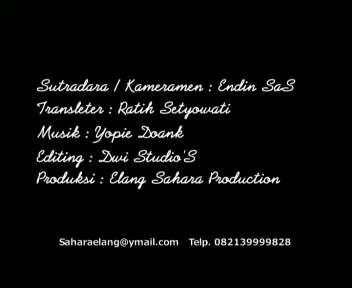 Sutradara / Kameramen : Endin SaS
Transleter : Ratih Setyowati
Musik : Yopie Doank
Editing : Dwi Studio'S
Produksi : Elang Sahara Production
Saharaelang@ymail.com Telp. 082139999828